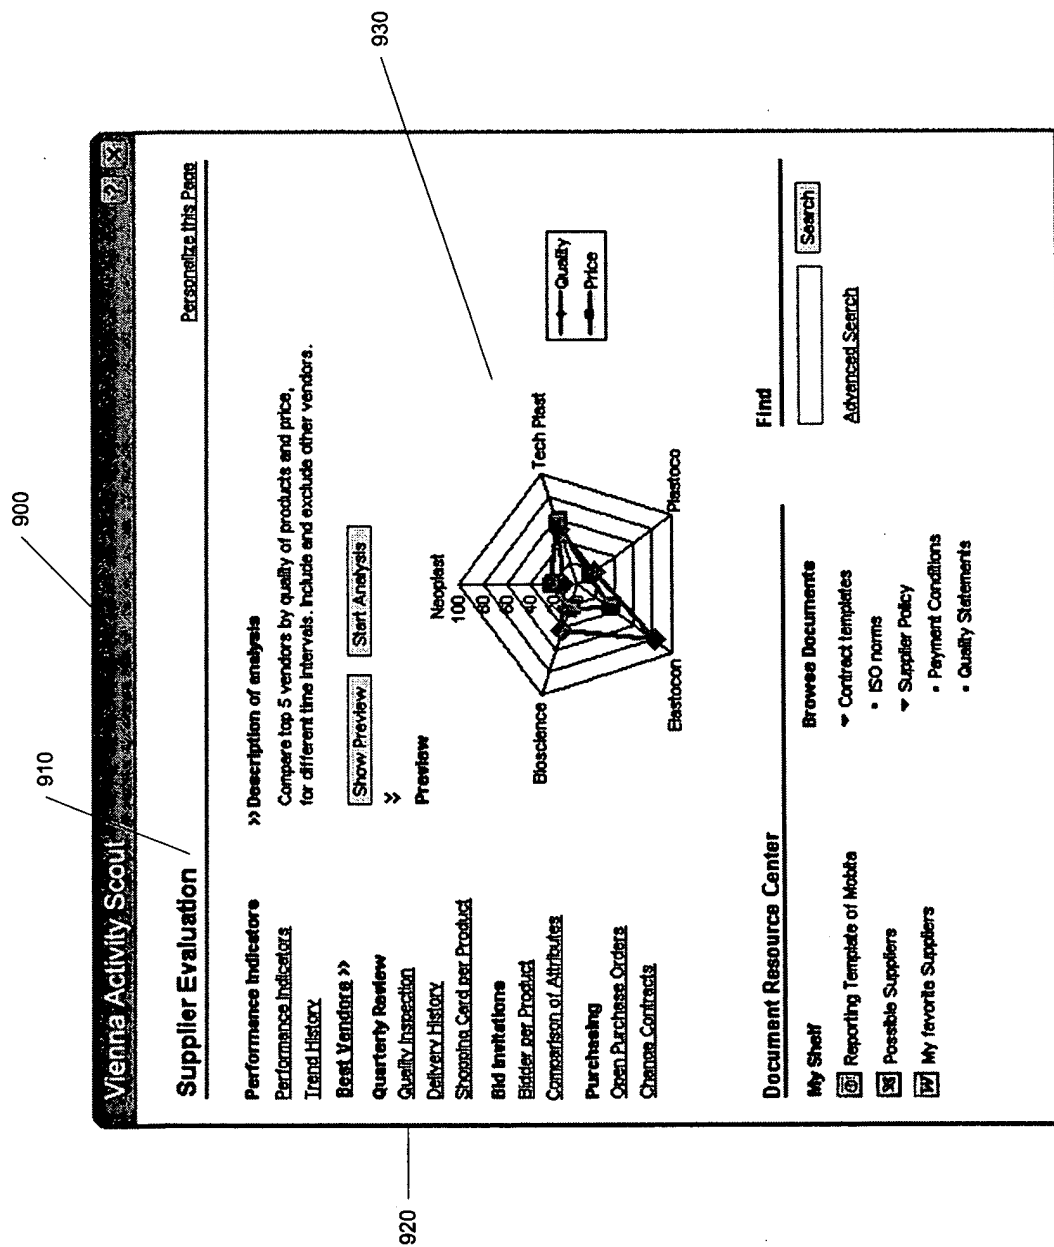 900
910
920
930
Vienna Activity Scout
? X
Supplier Evaluation
Personalize this Page
Performance Indicators
Performance Indicators
Trend History
Best Vendors >>
Quarterly Review
Quality Inspection
Delivery History
Shopping Card per Product
Bid Invitations
Bidder per Product
Comparison of Attributes
Purchasing
Open Purchase Orders
Change Contracts
>> Description of analysis
Compare top 5 vendors by quality of products and price,
for different time intervals. Include and exclude other vendors.
Show Preview
Start Analysis
Preview
Neoplast
100
80
60
40
Tech Plast
Plastoco
Elastocon
Bioscience
Quality
Price
Document Resource Center
My Shelf
Reporting Template of Mobita
Possible Suppliers
W My favorite Suppliers
Browse Documents
Contract templates
• ISO norms
Supplier Policy
• Payment Conditions
• Quality Statements
Find
Search
Advanced Search